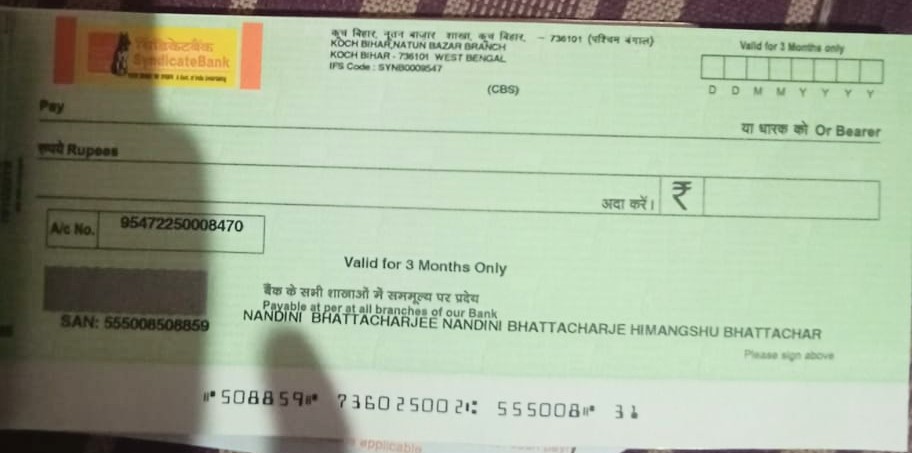 सिंडिकेटबैंक
SyndicateBank
कूच बिहार, नूतन बाजार शाखा, कूच बिहार, - 736101 (पश्चिम बंगाल)
KOCH BIHAR,NATUN BAZAR BRANCH
KOCH BIHAR - 736101 WEST BENGAL
IFS Code : SYNB0009547
(CBS)
Valid for 3 Months only
D D M M Y Y Y Y
Pay
या धारक को Or Bearer
रुपये Rupees
अदा करें। ₹
A/c No. 95472250008470
Valid for 3 Months Only
बैंक के सभी शाखाओं में सममूल्य पर प्रदेय
Payable at per at all branches of our Bank
SAN: 555008508859
NANDINI BHATTACHARJEE NANDINI BHATTACHARJE HIMANGSHU BHATTACHAR
Please sign above
⑈508859⑈ 736025002⑆ 555008⑈ 31
applicable